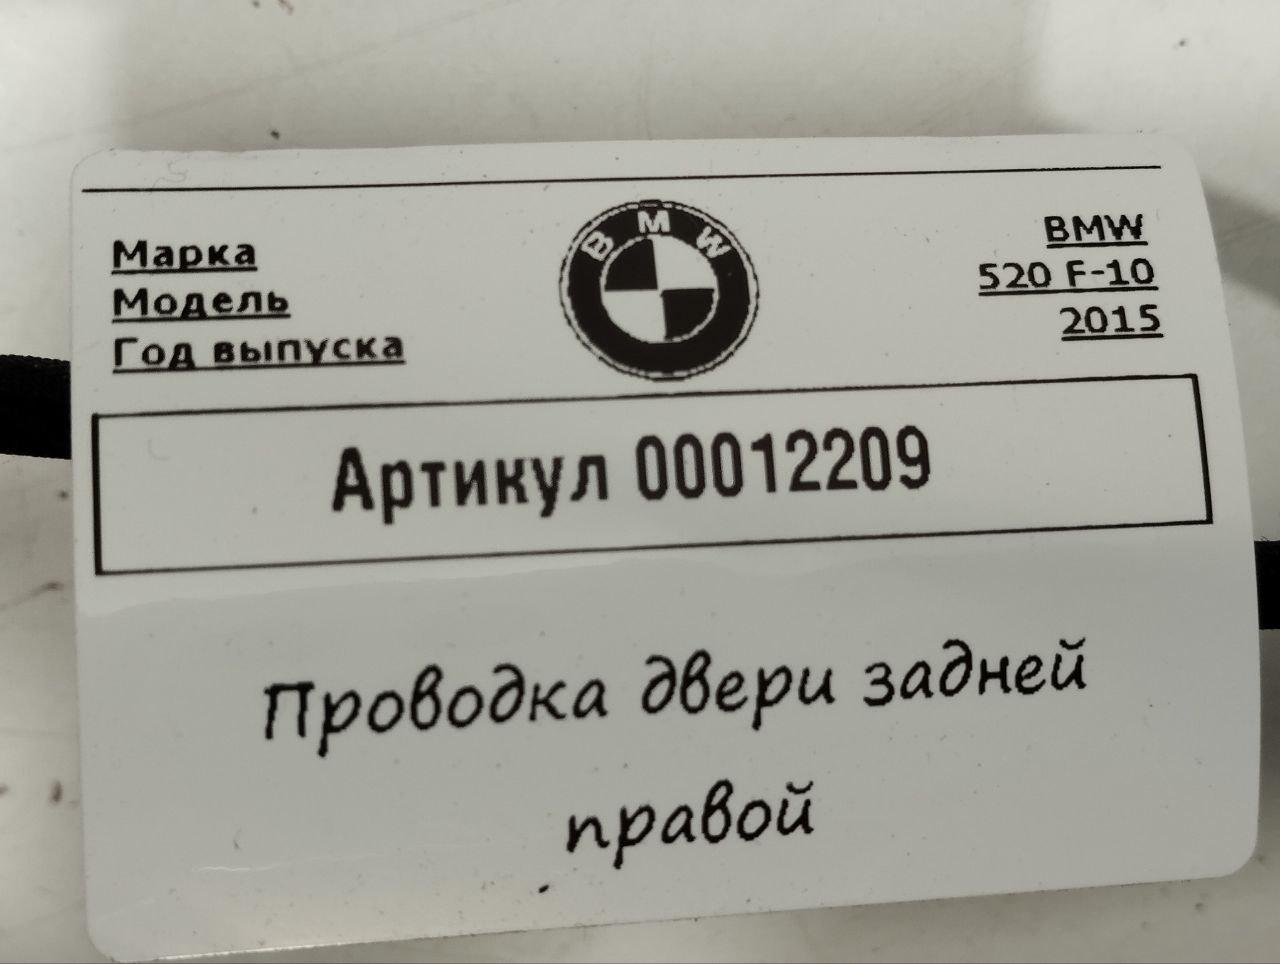 Марка
Модель
Год выпуска
BMW
BMW
520 F-10
2015
Артикул 00012209
Проводка двери задней
правой